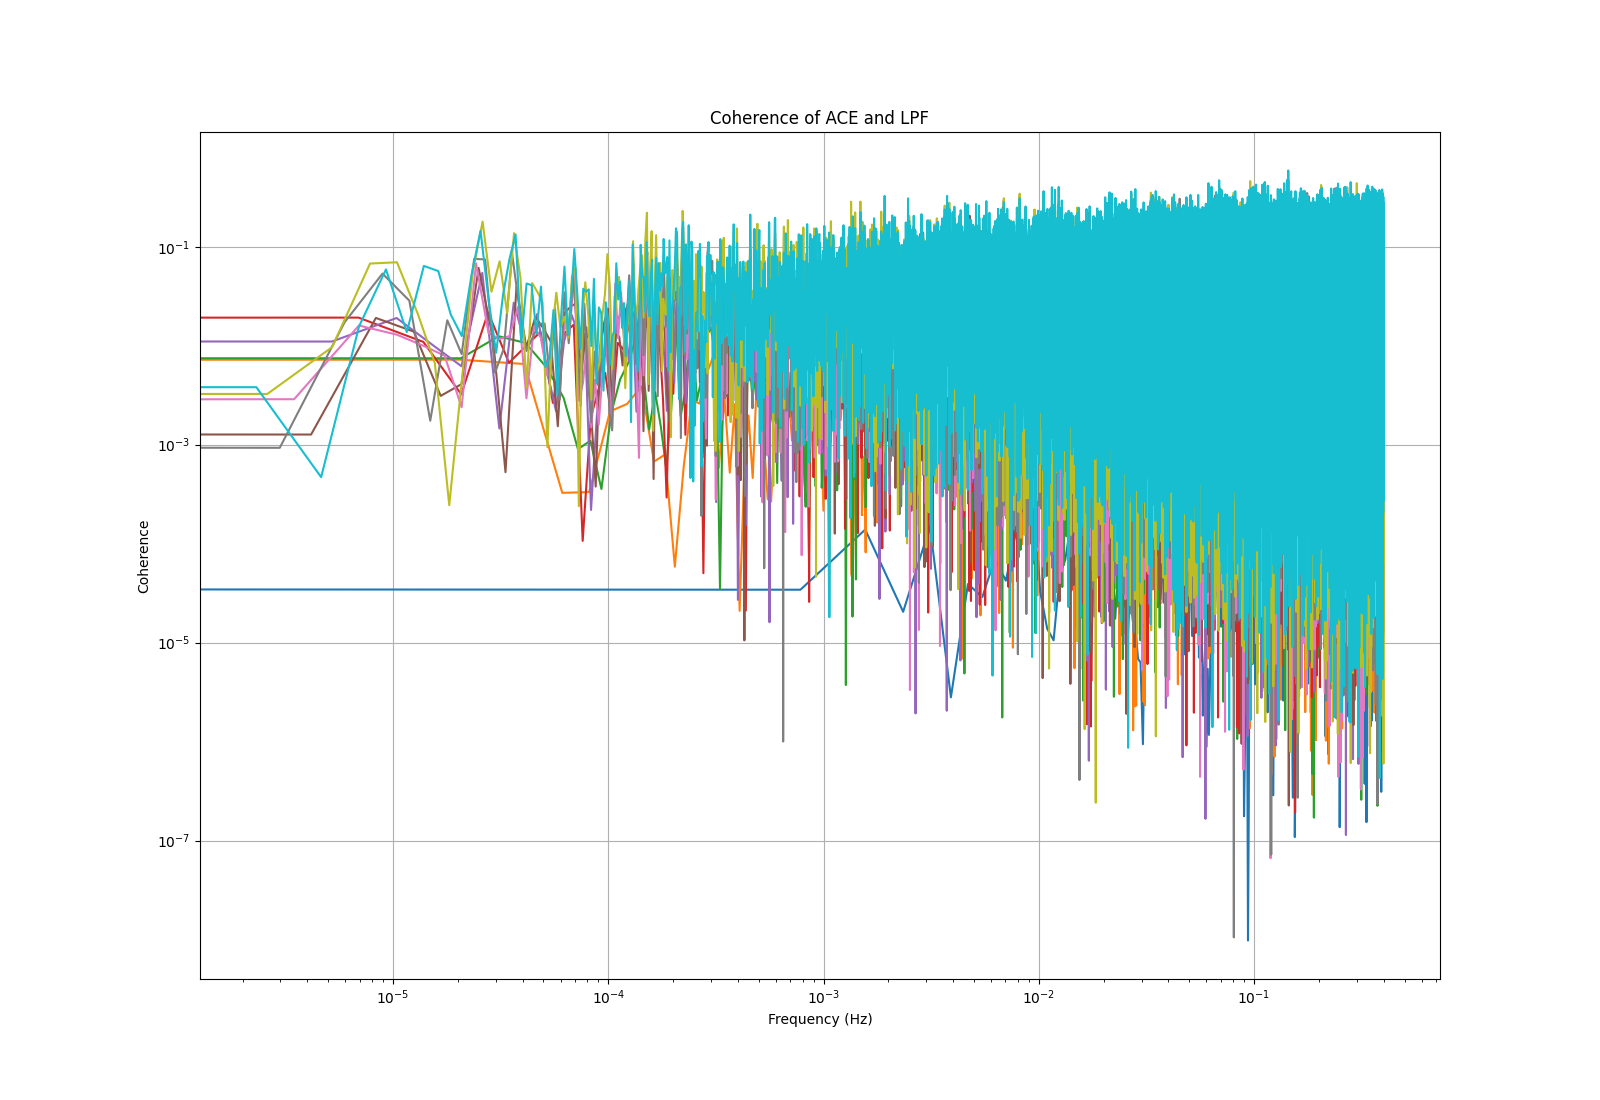 Coherence of ACE and LPF
Coherence
10⁻¹
10⁻³
10⁻⁵
10⁻⁷
10⁻⁵ 10⁻⁴ 10⁻³ 10⁻² 10⁻¹
Frequency (Hz)